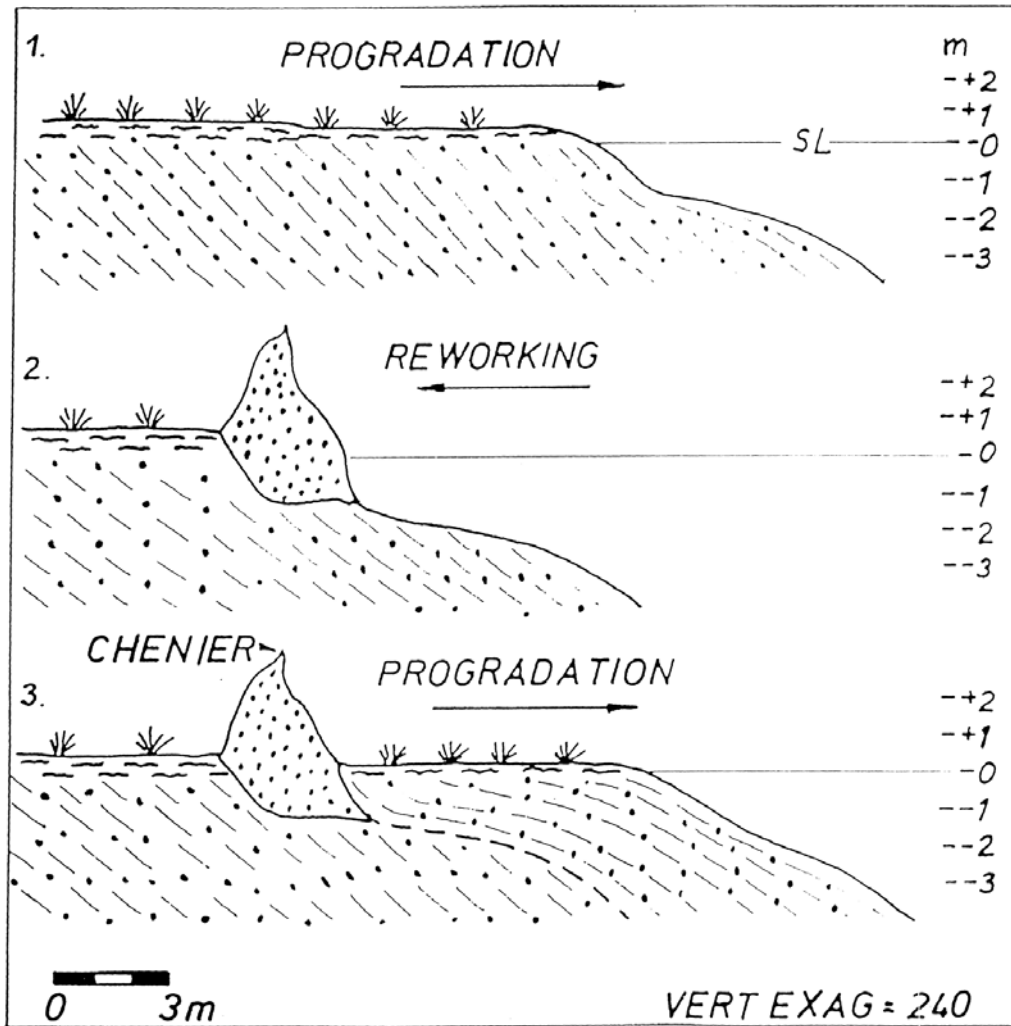 1.
PROGRADATION
m
-+2
-+1
SL
--0
--1
--2
--3
2.
REWORKING
-+2
-+1
-0
--1
--2
--3
CHENIER
3.
PROGRADATION
-+2
-+1
-0
--1
--2
--3
0 3m
VERT EXAG = 240